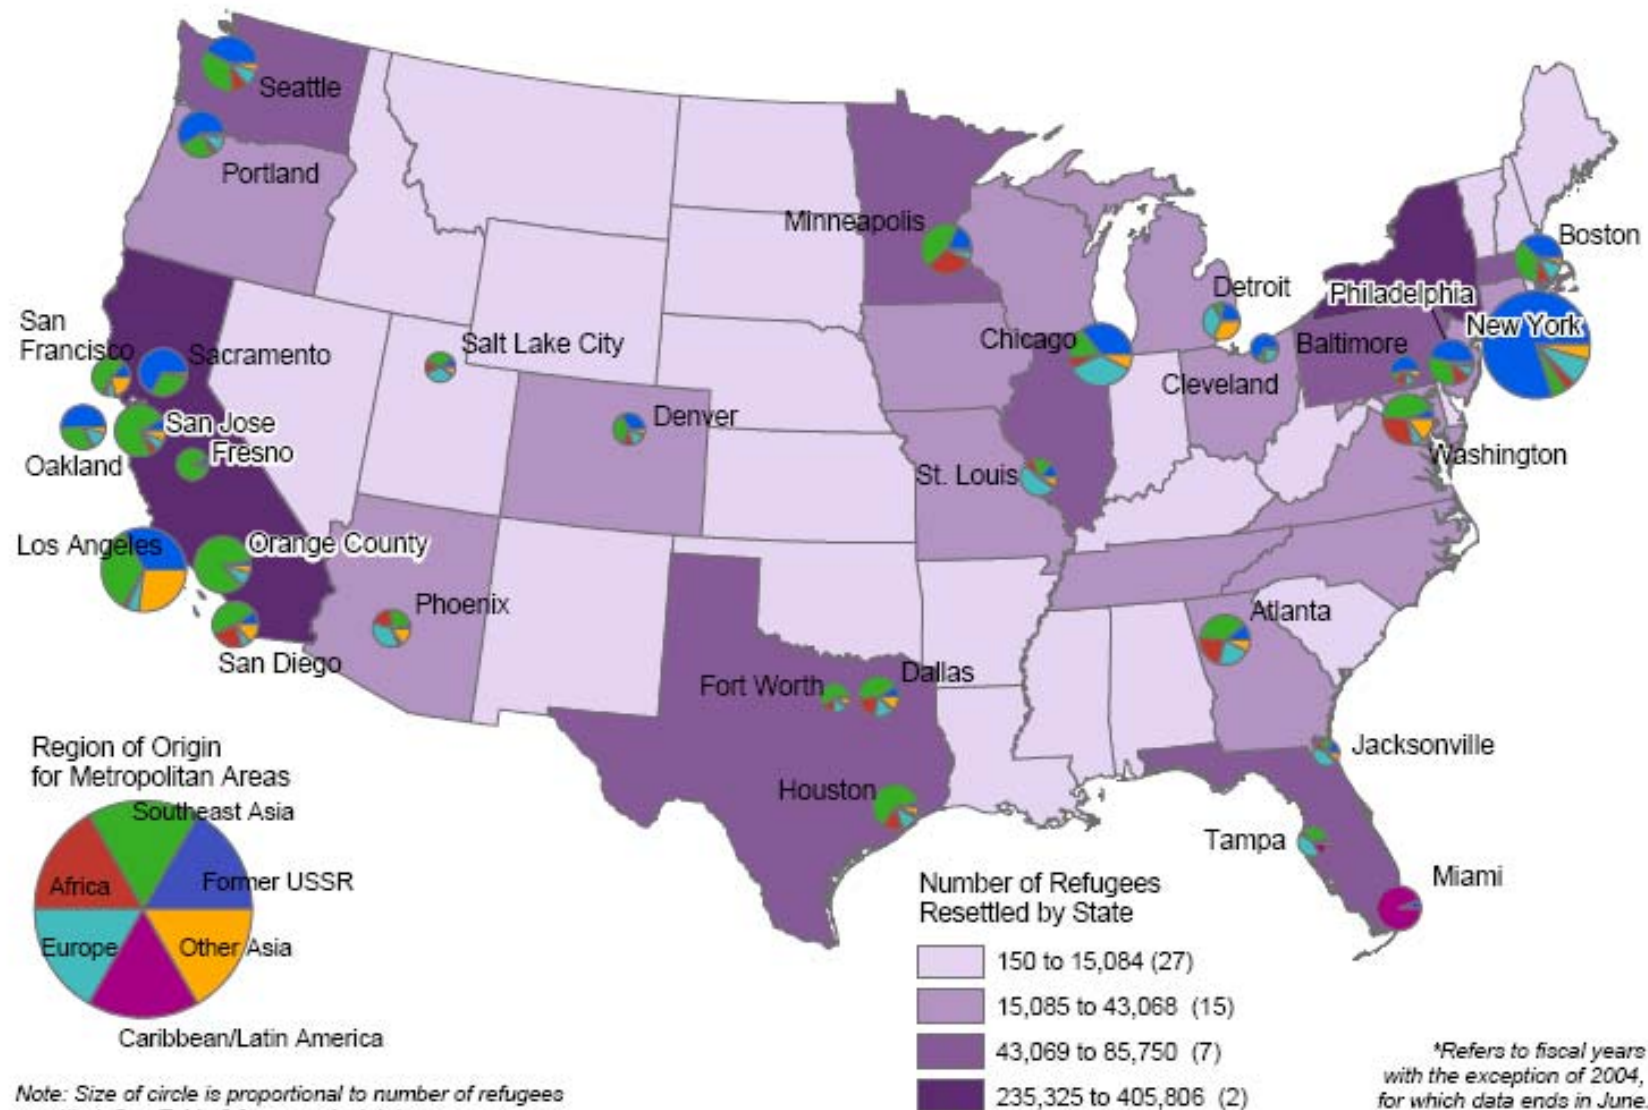 Seattle
Portland
Minneapolis
Boston
Detroit
Philadelphia
San
Francisco
Sacramento
Salt Lake City
Chicago
Baltimore
New York
Cleveland
San Jose
Denver
Oakland
Fresno
St. Louis
Washington
Los Angeles
Orange County
Phoenix
Atlanta
San Diego
Fort Worth
Dallas
Jacksonville
Houston
Tampa
Miami
Region of Origin
for Metropolitan Areas
Southeast Asia
Africa
Former USSR
Europe
Other Asia
Caribbean/Latin America
Number of Refugees
Resettled by State
150 to 15,084 (27)
15,085 to 43,068 (15)
43,069 to 85,750 (7)
235,325 to 405,806 (2)
*Refers to fiscal years
with the exception of 2004,
for which data ends in June.
Note: Size of circle is proportional to number of refugees